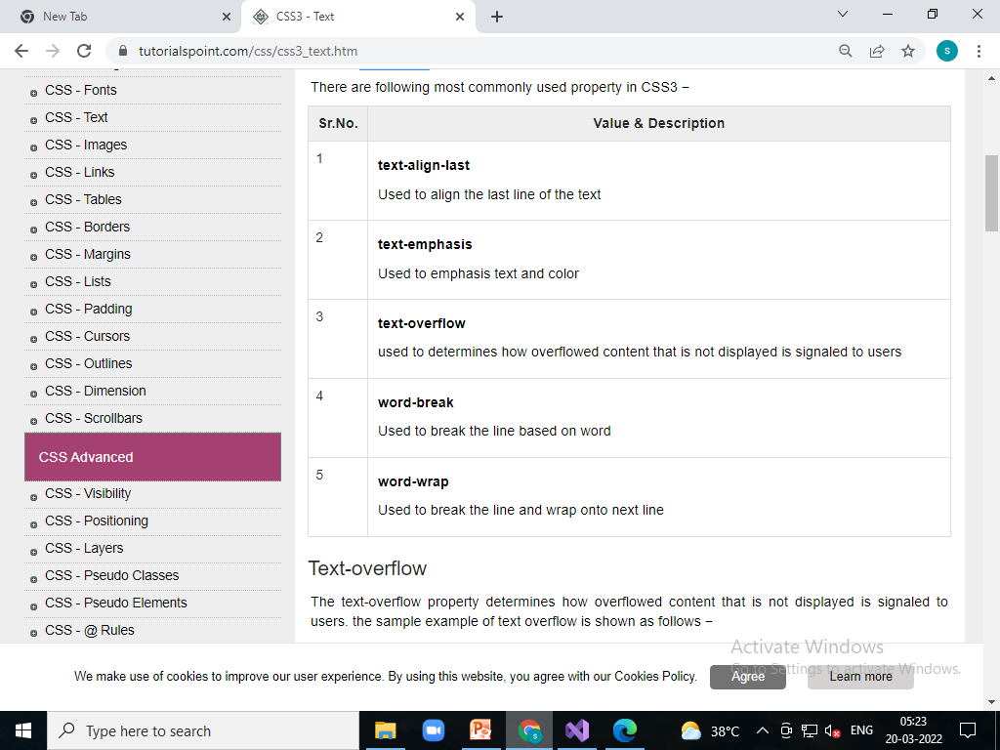 New Tab
CSS3 - Text
tutorialspoint.com/css/css3_text.htm
s
CSS - Fonts
CSS - Text
CSS - Images
CSS - Links
CSS - Tables
CSS - Borders
CSS - Margins
CSS - Lists
CSS - Padding
CSS - Cursors
CSS - Outlines
CSS - Dimension
CSS - Scrollbars
CSS Advanced
CSS - Visibility
CSS - Positioning
CSS - Layers
CSS - Pseudo Classes
CSS - Pseudo Elements
CSS - @ Rules
There are following most commonly used property in CSS3 −
Sr.No. Value & Description
1 text-align-last
Used to align the last line of the text
2 text-emphasis
Used to emphasis text and color
3 text-overflow
used to determines how overflowed content that is not displayed is signaled to users
4 word-break
Used to break the line based on word
5 word-wrap
Used to break the line and wrap onto next line
Text-overflow
The text-overflow property determines how overflowed content that is not displayed is signaled to
users. the sample example of text overflow is shown as follows −
Activate Windows
Go to Settings to activate Windows.
We make use of cookies to improve our user experience. By using this website, you agree with our Cookies Policy. Agree Learn more
Type here to search
38°C
ENG
05:23
20-03-2022